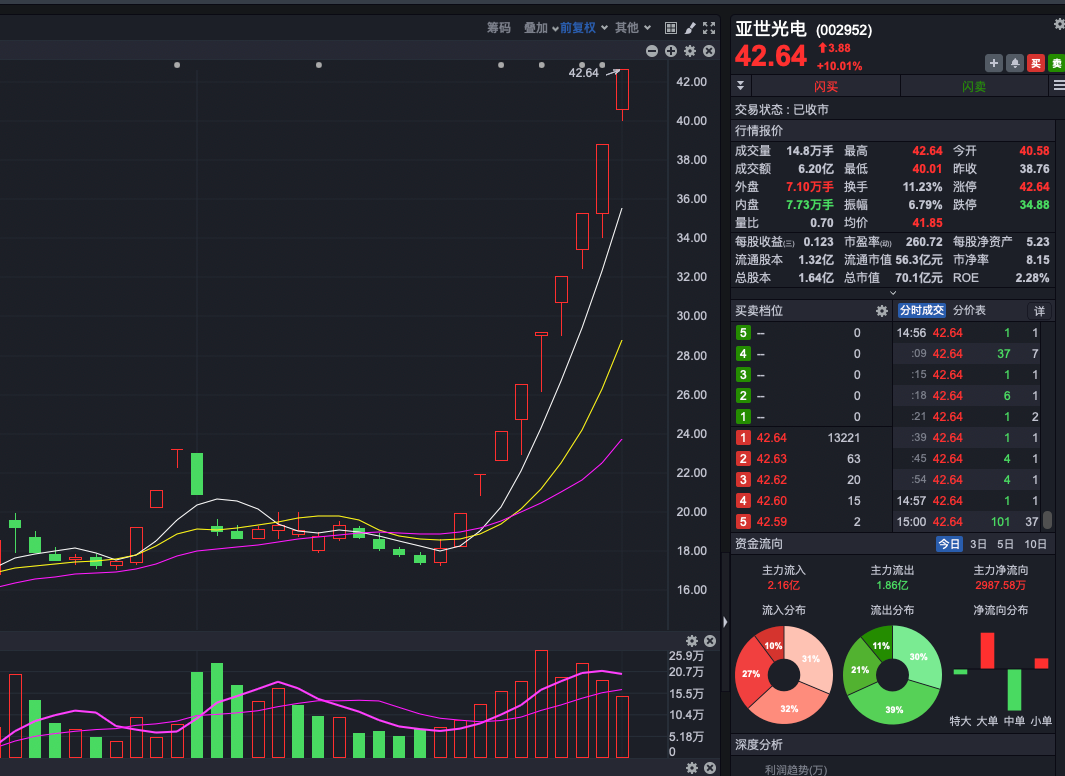 筹码 叠加 前复权 其他
42.64
42.00
40.00
38.00
36.00
34.00
32.00
30.00
28.00
26.00
24.00
22.00
20.00
18.00
16.00
25.9万
20.7万
15.5万
10.4万
5.18万
0
亚世光电 (002952)
42.64 3.88
+10.01%
买 卖
闪买 闪卖
交易状态 : 已收市
行情报价
成交量 14.8万手 最高 42.64 今开 40.58
成交额 6.20亿 最低 40.01 昨收 38.76
外盘 7.10万手 换手 11.23% 涨停 42.64
内盘 7.73万手 振幅 6.79% 跌停 34.88
量比 0.70 均价 41.85
每股收益(三) 0.123 市盈率(动) 260.72 每股净资产 5.23
流通股本 1.32亿 流通市值 56.3亿元 市净率 8.15
总股本 1.64亿 总市值 70.1亿元 ROE 2.28%
买卖档位
5 -- 0
4 -- 0
3 -- 0
2 -- 0
1 -- 0
1 42.64 13221
2 42.63 63
3 42.62 20
4 42.60 15
5 42.59 2
分时成交 分价表 详
14:56 42.64 1 1
:09 42.64 37 7
:15 42.64 1 1
:18 42.64 6 1
:21 42.64 1 2
:39 42.64 1 1
:45 42.64 4 1
:54 42.64 4 1
14:57 42.64 1 1
15:00 42.64 101 37
资金流向 今日 3日 5日 10日
主力流入 主力流出 主力净流向
2.16亿 1.86亿 2987.58万
流入分布 流出分布 净流向分布
10% 31% 27% 32%
11% 30% 21% 39%
特大 大单 中单 小单
深度分析
利润趋势(万)